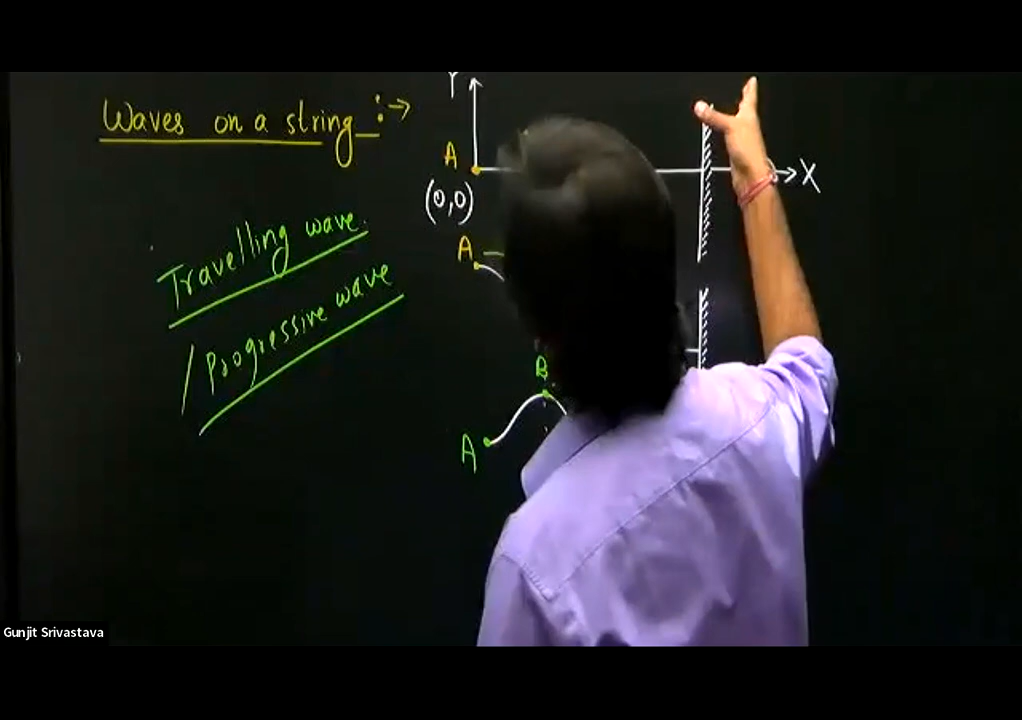 Waves on a string :→
Y
A
X
(0,0)
Travelling wave.
A
/Progressive wave
B
A
Gunjit Srivastava